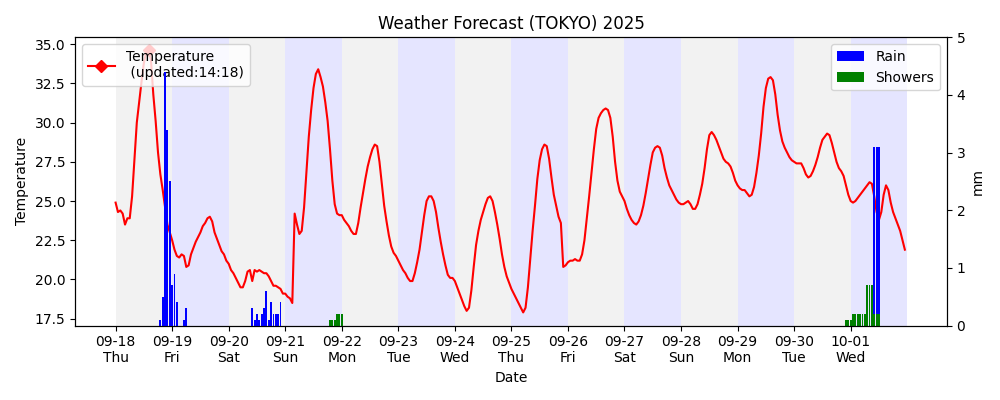 Weather Forecast (TOKYO) 2025
Temperature
(updated:14:18)
Rain
Showers
35.0
32.5
30.0
27.5
25.0
22.5
20.0
17.5
Temperature
5
4
3
2
1
0
mm
09-18 09-19 09-20 09-21 09-22 09-23 09-24 09-25 09-26 09-27 09-28 09-29 09-30 10-01
Thu Fri Sat Sun Mon Tue Wed Thu Fri Sat Sun Mon Tue Wed
Date